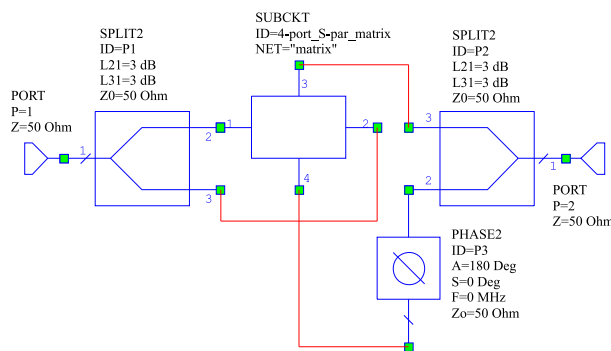 SUBCKT
ID=4-port_S-par_matrix
NET="matrix"
SPLIT2
ID=P1
L21=3 dB
L31=3 dB
Z0=50 Ohm
SPLIT2
ID=P2
L21=3 dB
L31=3 dB
Z0=50 Ohm
PORT
P=1
Z=50 Ohm
3
1
2
1
2
3
1
3
4
2
PORT
P=2
Z=50 Ohm
PHASE2
ID=P3
A=180 Deg
S=0 Deg
F=0 MHz
Zo=50 Ohm